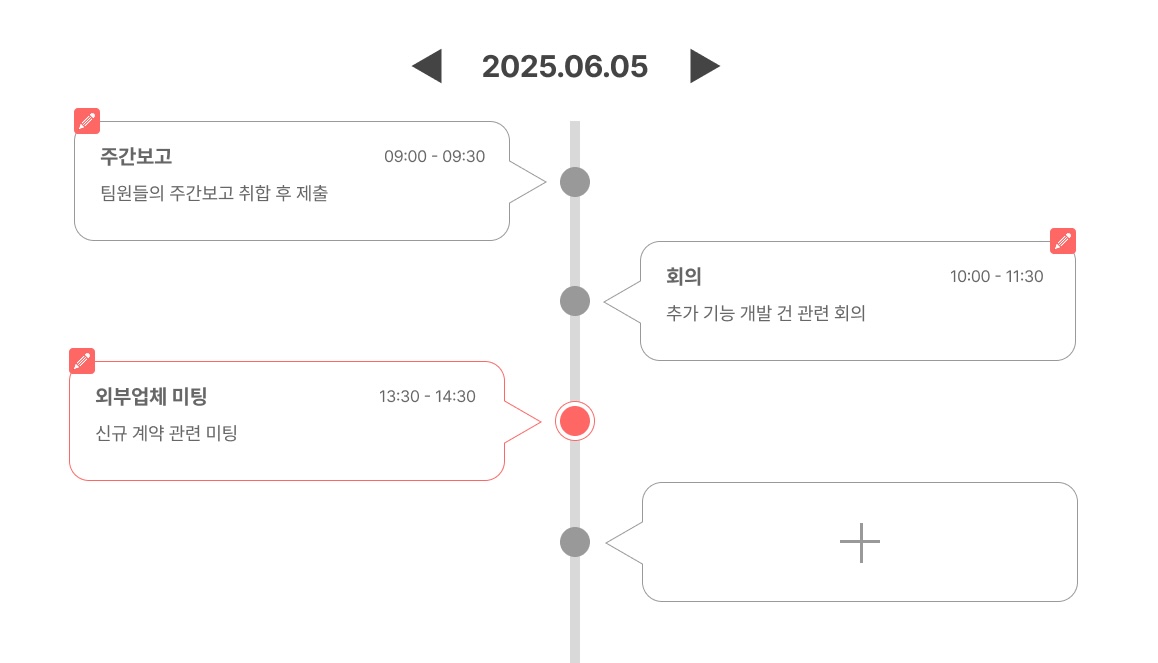 2025.06.05
주간보고 09:00 - 09:30
팀원들의 주간보고 취합 후 제출
회의 10:00 - 11:30
추가 기능 개발 건 관련 회의
외부업체 미팅 13:30 - 14:30
신규 계약 관련 미팅